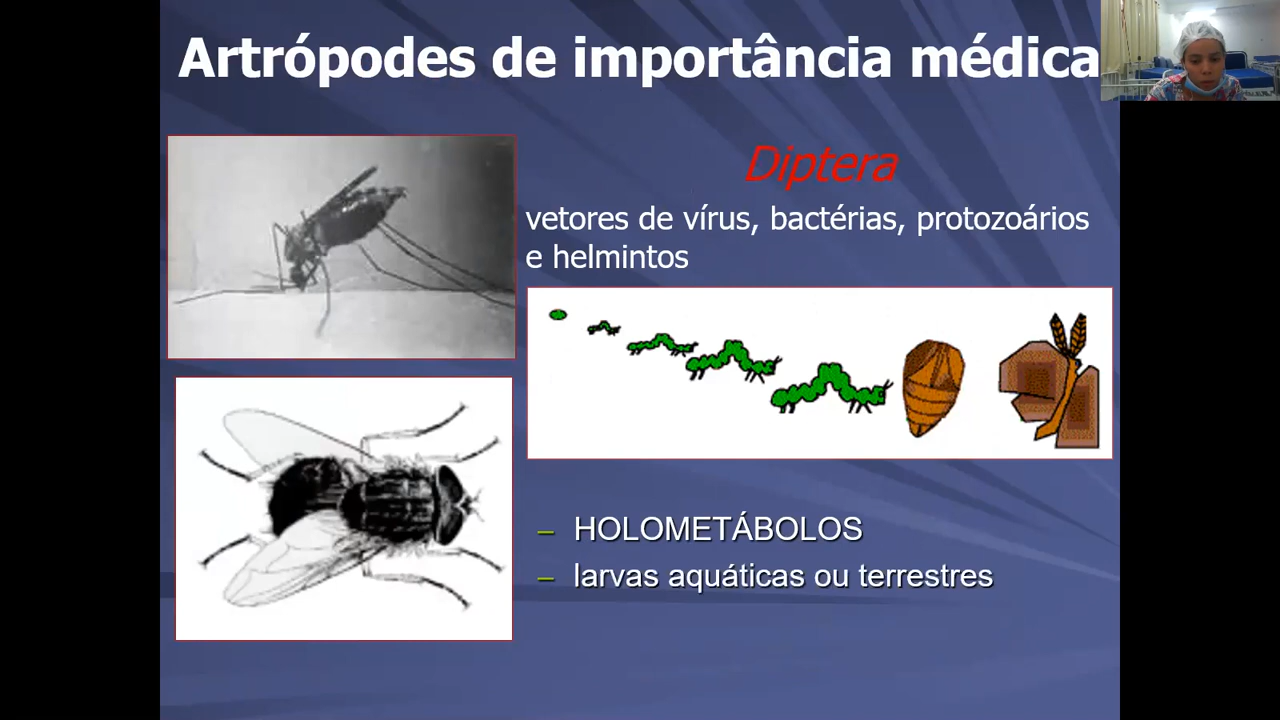 Artrópodes de importância médica
Diptera
vetores de vírus, bactérias, protozoários
e helmintos
– HOLOMETÁBOLOS
– larvas aquáticas ou terrestres